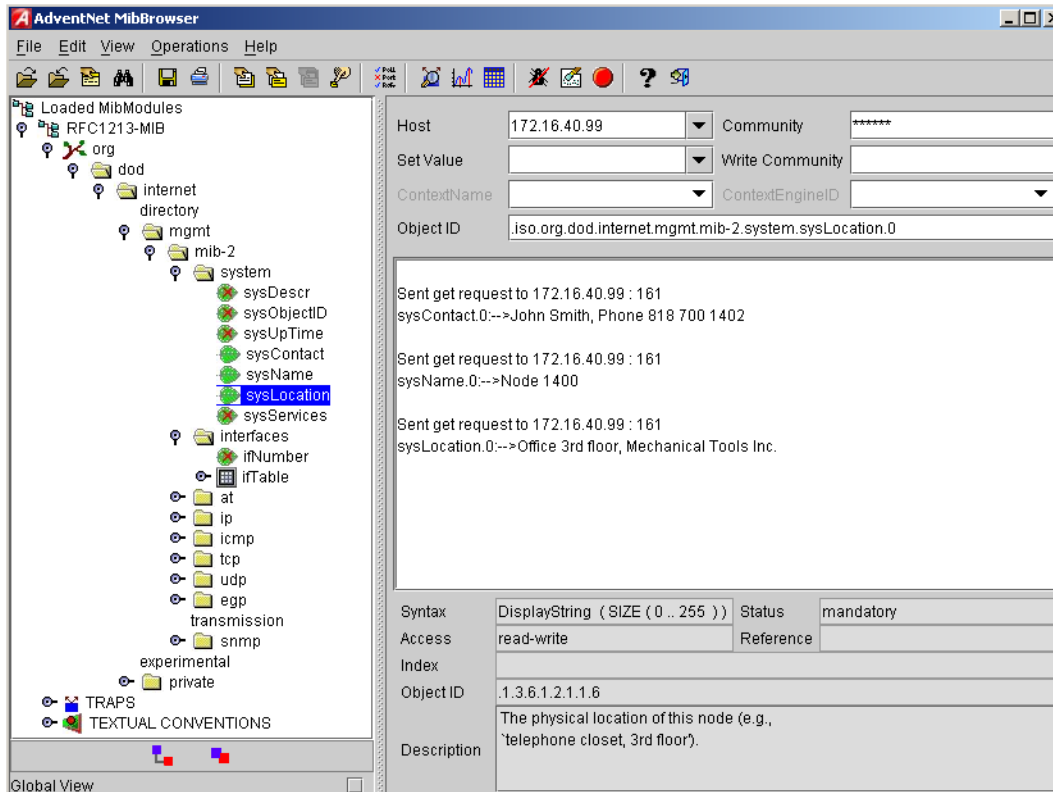 AdventNet MibBrowser
File Edit View Operations Help
Loaded MibModules
RFC1213-MIB
org
dod
internet
directory
mgmt
mib-2
system
sysDescr
sysObjectID
sysUpTime
sysContact
sysName
sysLocation
sysServices
interfaces
ifNumber
ifTable
at
ip
icmp
tcp
udp
egp
transmission
snmp
experimental
private
TRAPS
TEXTUAL CONVENTIONS
Global View
Host 172.16.40.99 Community ******
Set Value Write Community
ContextName ContextEngineID
Object ID .iso.org.dod.internet.mgmt.mib-2.system.sysLocation.0
Sent get request to 172.16.40.99 : 161
sysContact.0:-->John Smith, Phone 818 700 1402
Sent get request to 172.16.40.99 : 161
sysName.0:-->Node 1400
Sent get request to 172.16.40.99 : 161
sysLocation.0:-->Office 3rd floor, Mechanical Tools Inc.
Syntax DisplayString ( SIZE ( 0 .. 255 ) ) Status mandatory
Access read-write Reference
Index
Object ID .1.3.6.1.2.1.1.6
Description The physical location of this node (e.g.,
`telephone closet, 3rd floor').